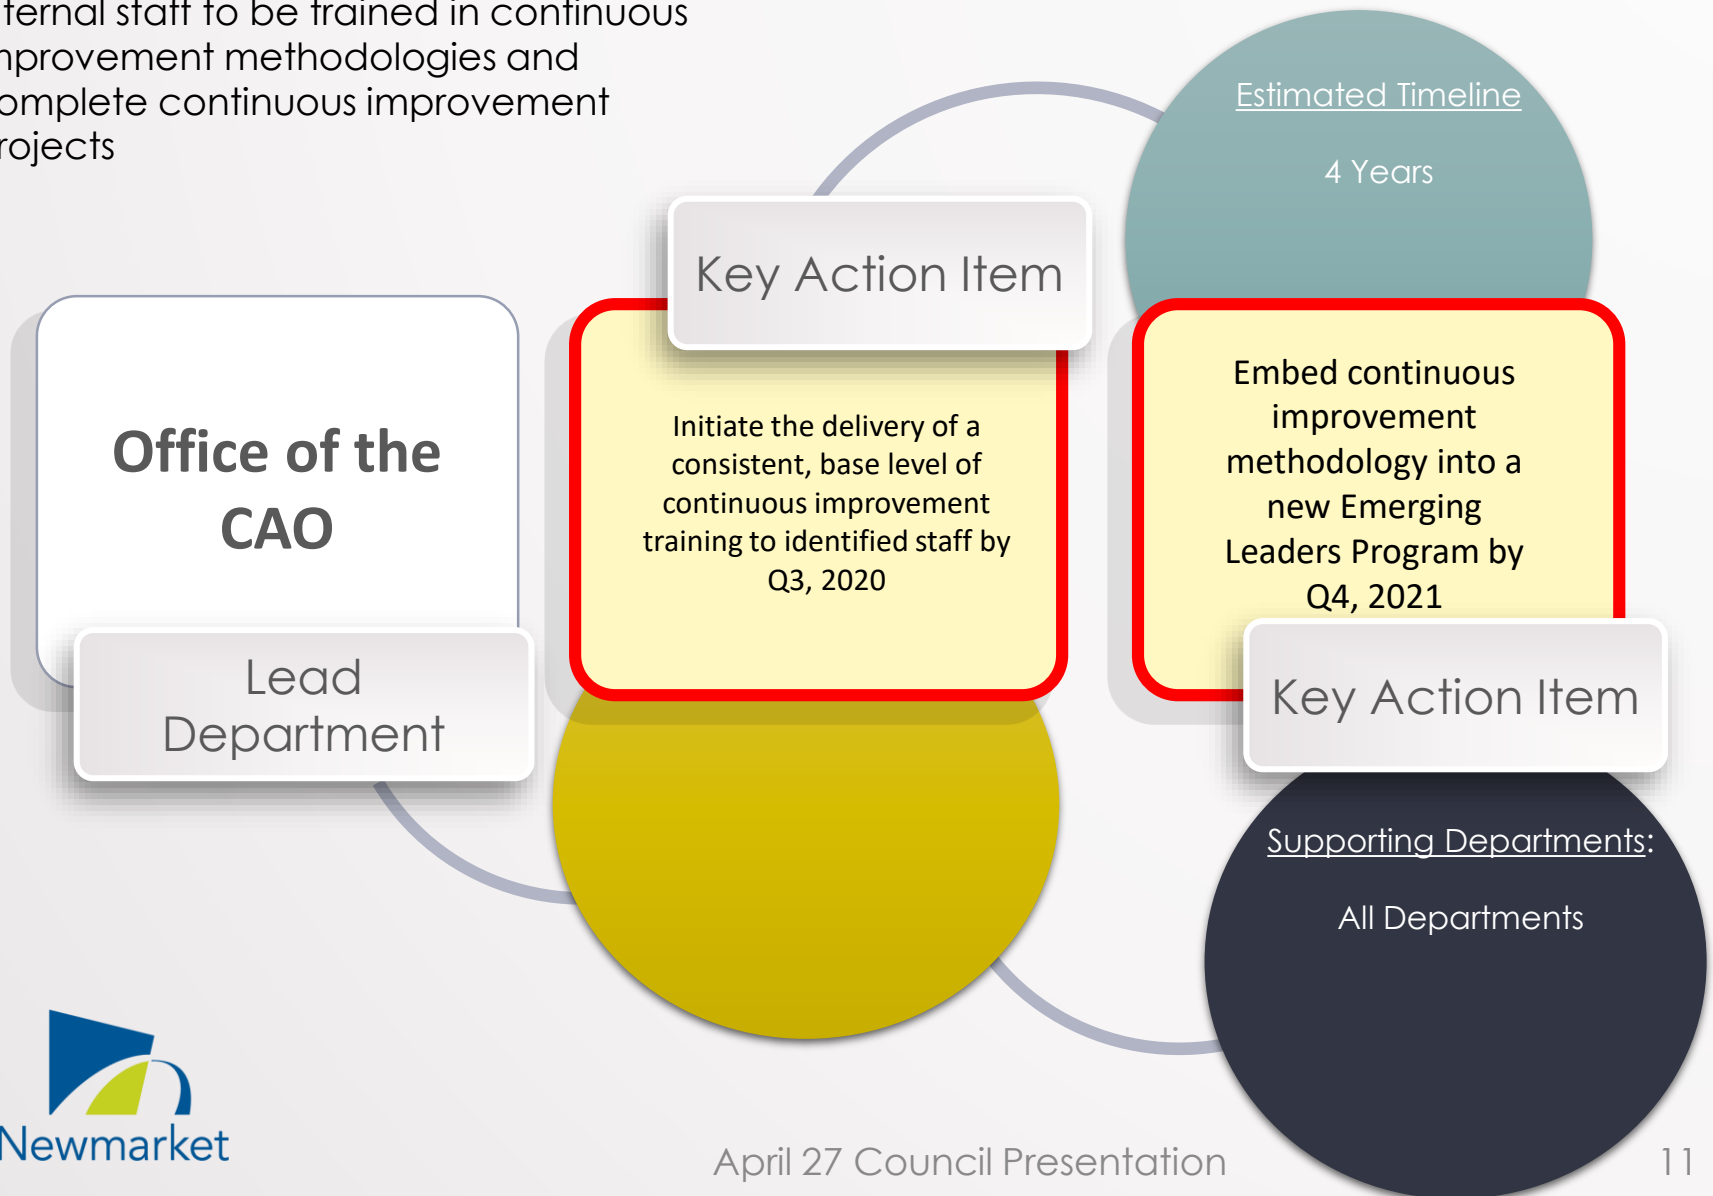 ternal staff to be trained in continuous
provement methodologies and
omplete continuous improvement
rojects
Estimated Timeline
4 Years
Key Action Item
Office of the
CAO
Lead
Department
Initiate the delivery of a
consistent, base level of
continuous improvement
training to identified staff by
Q3, 2020
Embed continuous
improvement
methodology into a
new Emerging
Leaders Program by
Q4, 2021
Key Action Item
Supporting Departments:
All Departments
Newmarket
April 27 Council Presentation
11